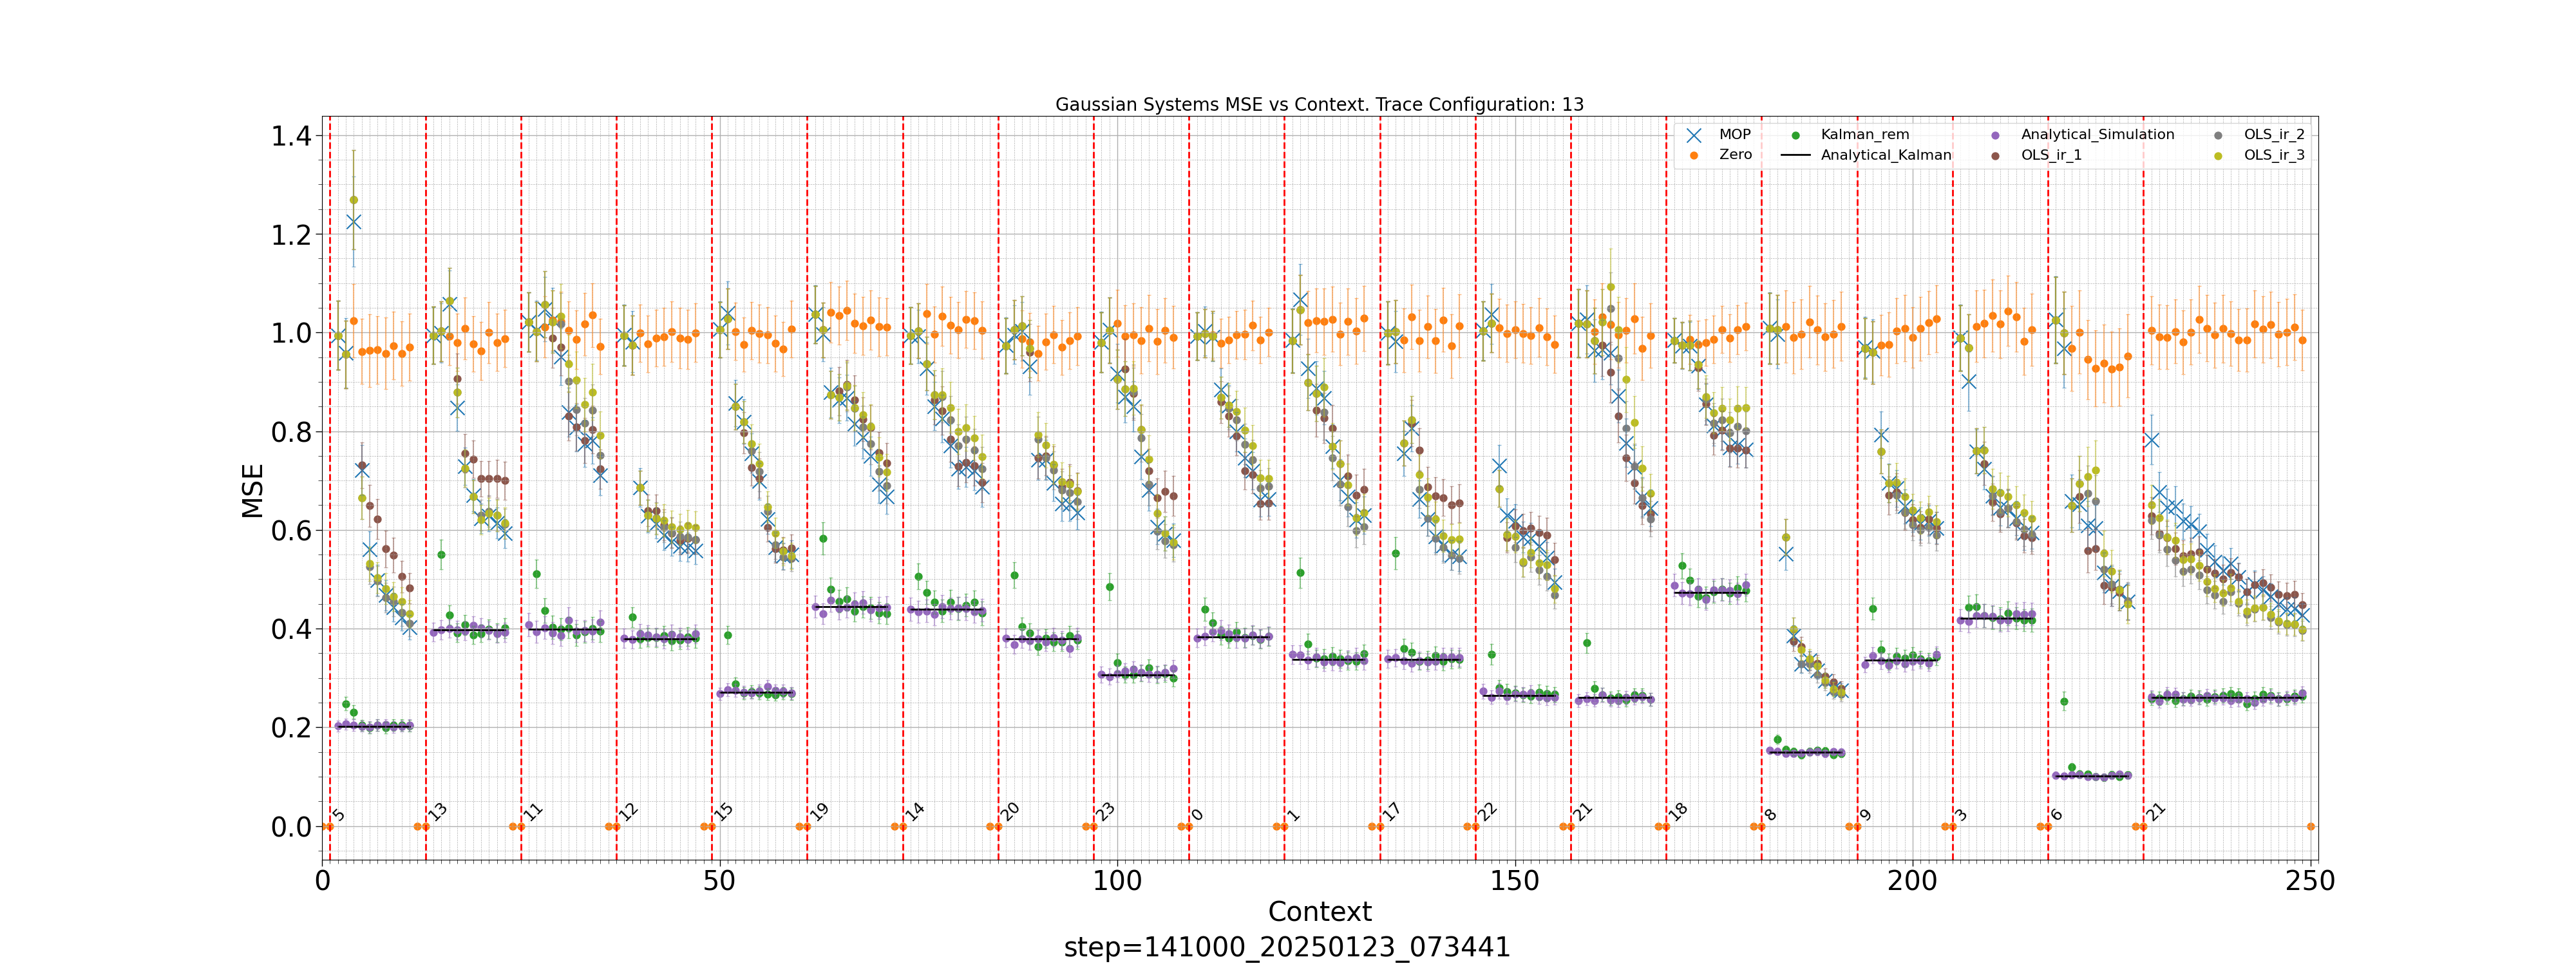 Gaussian Systems MSE vs Context. Trace Configuration: 13
MOP Kalman_rem Analytical_Simulation OLS_ir_2
Zero Analytical_Kalman OLS_ir_1 OLS_ir_3
MSE
1.4
1.2
1.0
0.8
0.6
0.4
0.2
0.0
5 13 11 12 15 19 14 20 23 0 1 17 22 21 18 8 9 3 6 21
0 50 100 150 200 250
Context
step=141000_20250123_073441